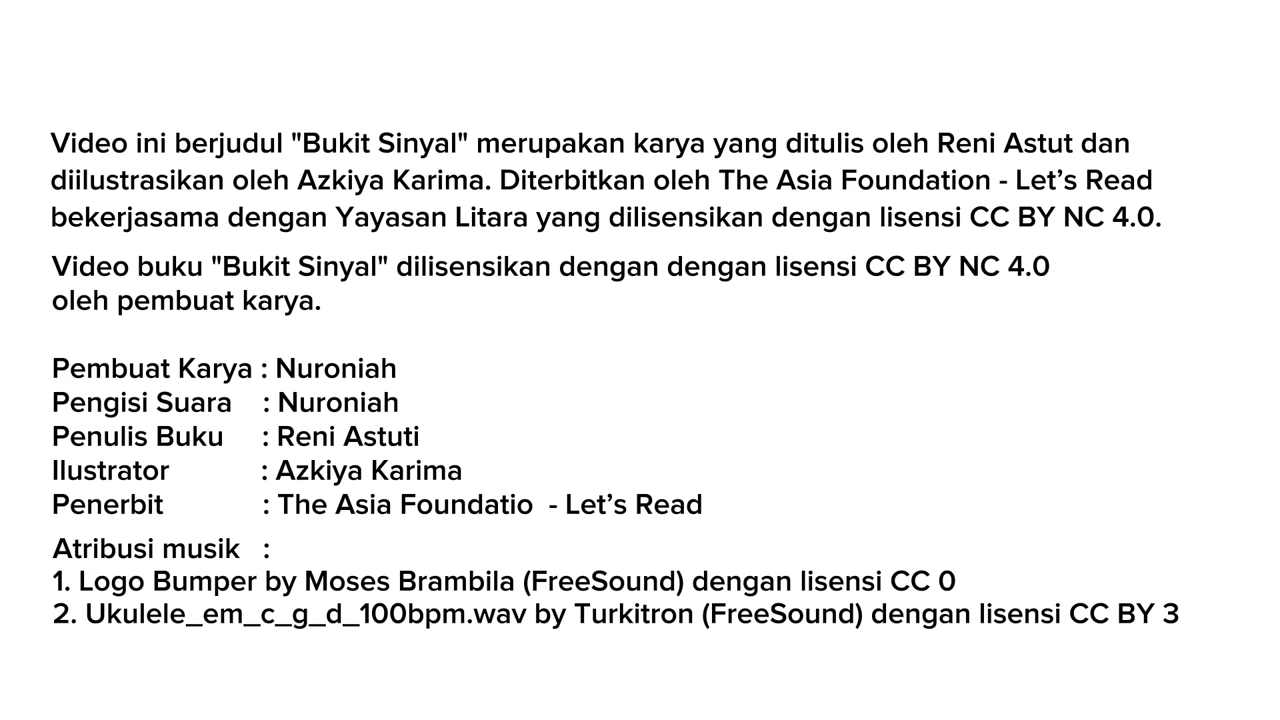 Video ini berjudul "Bukit Sinyal" merupakan karya yang ditulis oleh Reni Astut dan
diilustrasikan oleh Azkiya Karima. Diterbitkan oleh The Asia Foundation - Let’s Read
bekerjasama dengan Yayasan Litara yang dilisensikan dengan lisensi CC BY NC 4.0.
Video buku "Bukit Sinyal" dilisensikan dengan dengan lisensi CC BY NC 4.0
oleh pembuat karya.
Pembuat Karya : Nuroniah
Pengisi Suara : Nuroniah
Penulis Buku : Reni Astuti
Ilustrator : Azkiya Karima
Penerbit : The Asia Foundatio - Let’s Read
Atribusi musik :
1. Logo Bumper by Moses Brambila (FreeSound) dengan lisensi CC 0
2. Ukulele_em_c_g_d_100bpm.wav by Turkitron (FreeSound) dengan lisensi CC BY 3